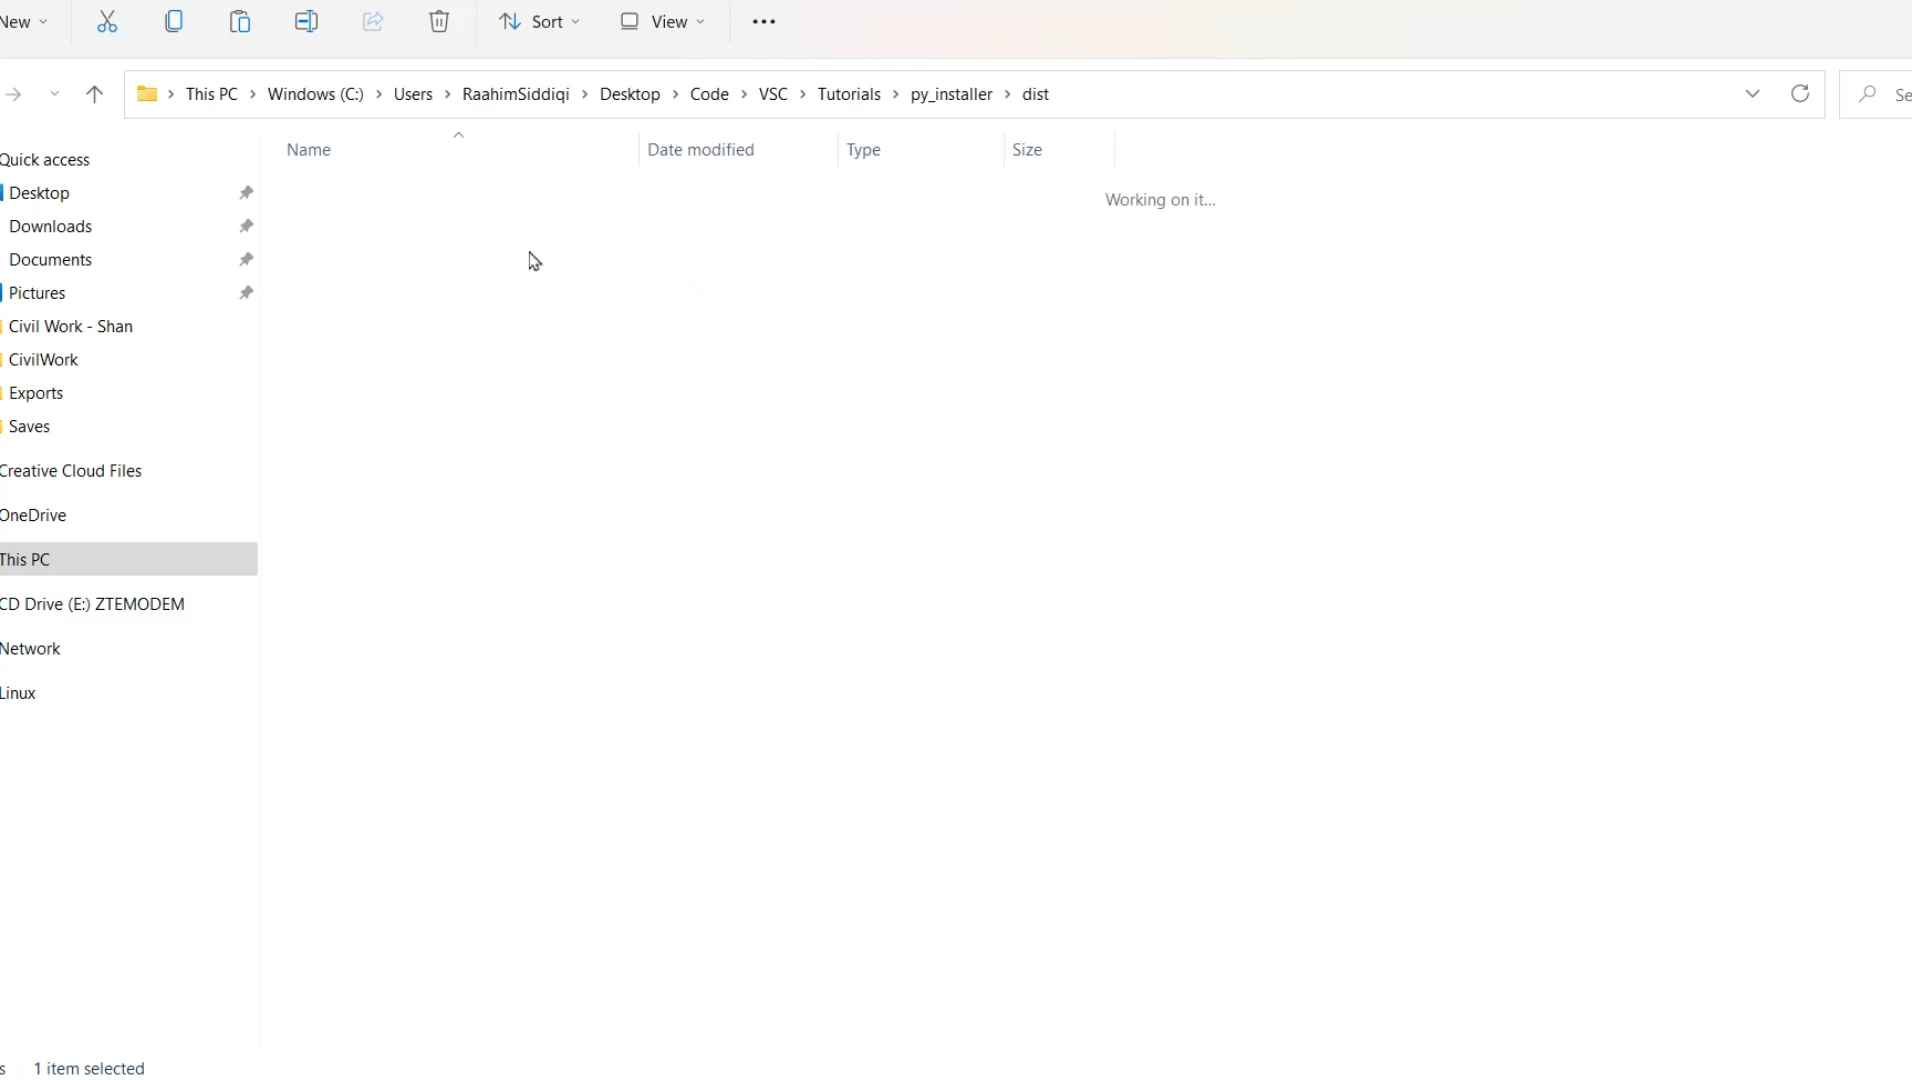 New Sort View
This PC > Windows (C:) > Users > RaahimSiddiqi > Desktop > Code > VSC > Tutorials > py_installer > dist Se
Name Date modified Type Size
Working on it...
Quick access
Desktop
Downloads
Documents
Pictures
Civil Work - Shan
CivilWork
Exports
Saves
Creative Cloud Files
OneDrive
This PC
CD Drive (E:) ZTEMODEM
Network
Linux
s 1 item selected